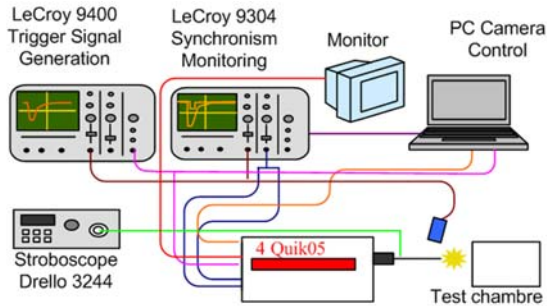 LeCroy 9400
Trigger Signal
Generation
LeCroy 9304
Synchronism
Monitoring
Monitor
PC Camera
Control
Stroboscope
Drello 3244
4 Quik05
Test chambre